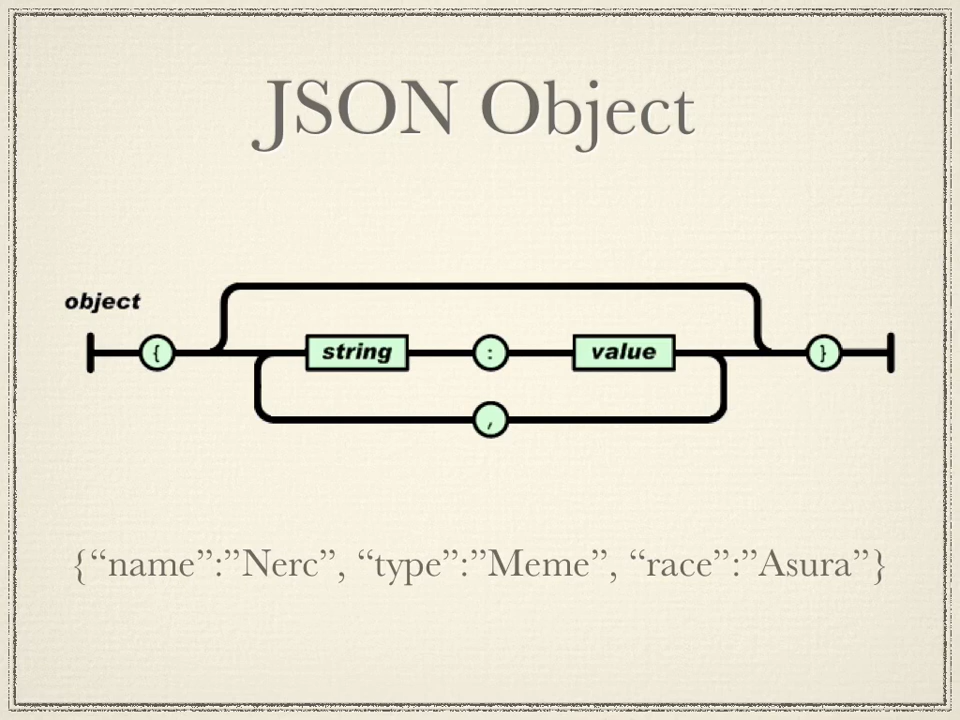 JSON Object
object
{ string : value }
,
{“name”:”Nerc”, “type”:”Meme”, “race”:”Asura”}